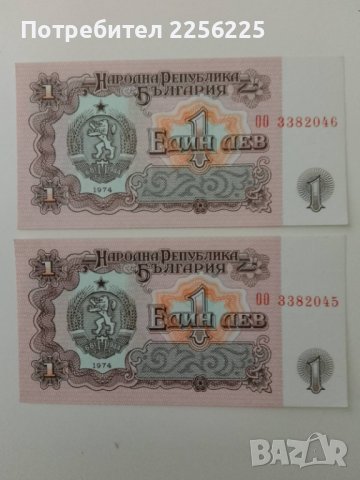 Потребител 2256225
НАРОДНА РЕПУБЛИКА
БЪЛГАРИЯ
1
1
ОО 3382046
ЕДИН ЛЕВ
1974
1
1
НАРОДНА РЕПУБЛИКА
БЪЛГАРИЯ
1
1
ОО 3382045
ЕДИН ЛЕВ
1974
1
1
BAZAR